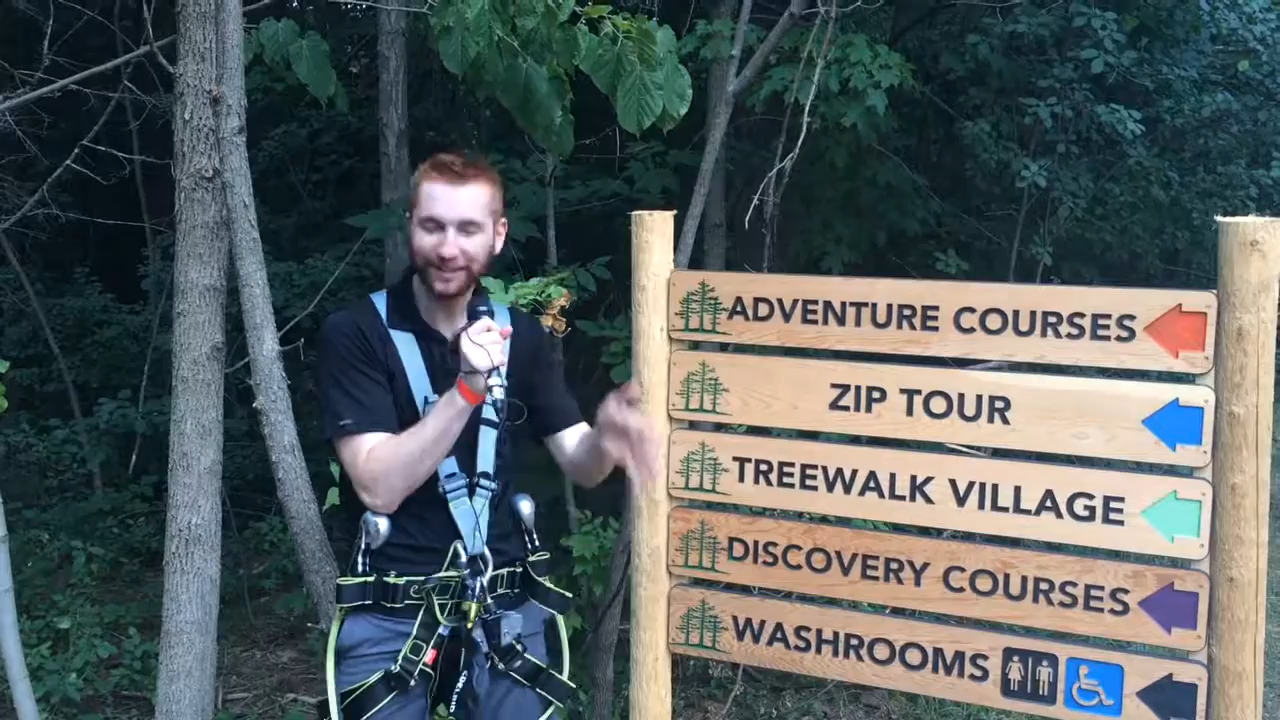 ADVENTURE COURSES
ZIP TOUR
TREEWALK VILLAGE
DISCOVERY COURSES
WASHROOMS